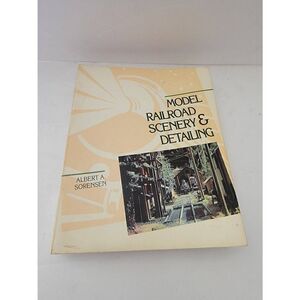 MODEL
RAILROAD
SCENERY &
DETAILING
ALBERT A.
SORENSEN